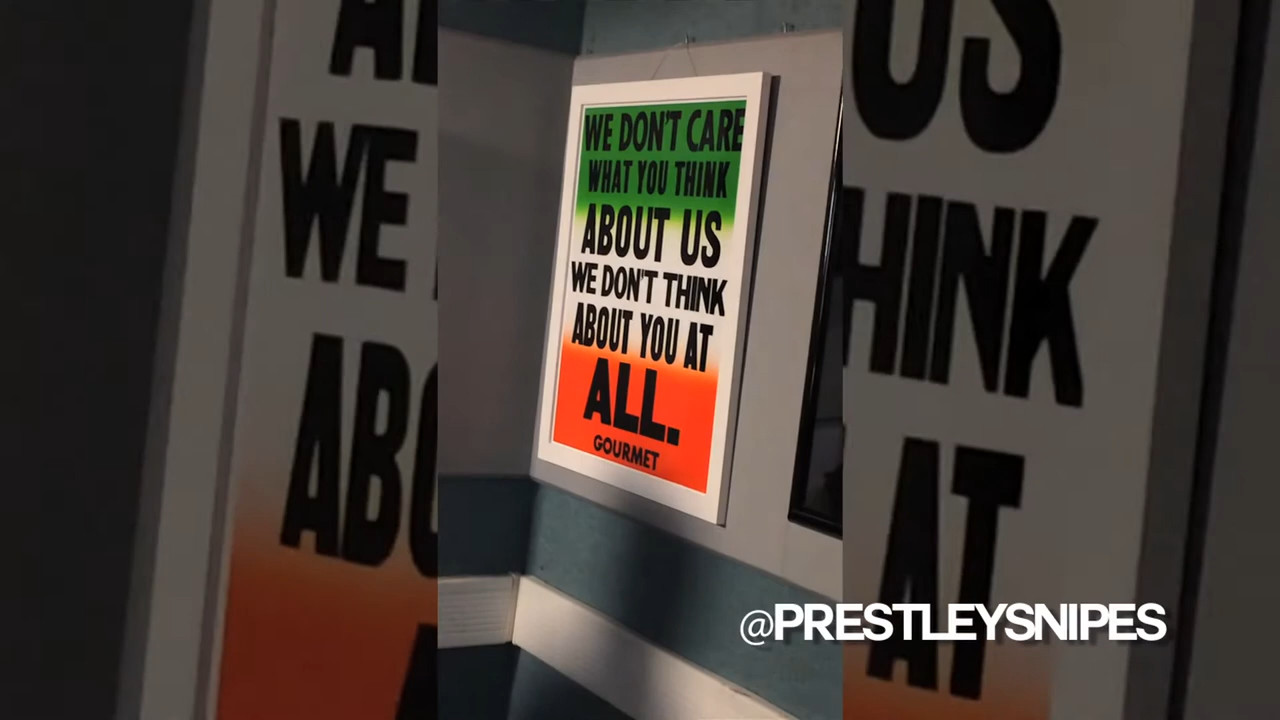 WE DON'T CARE
WHAT YOU THINK
ABOUT US
WE DON'T THINK
ABOUT YOU AT
ALL.
GOURMET
@PRESTLEYSNIPES